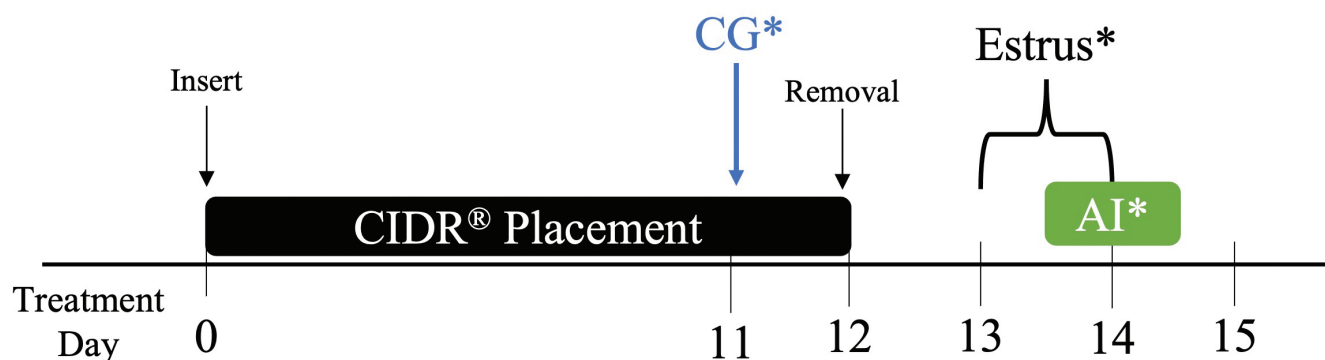 CG*
Estrus*
Insert
Removal
CIDR® Placement
AI*
Treatment
Day
0
11
12
13
14
15